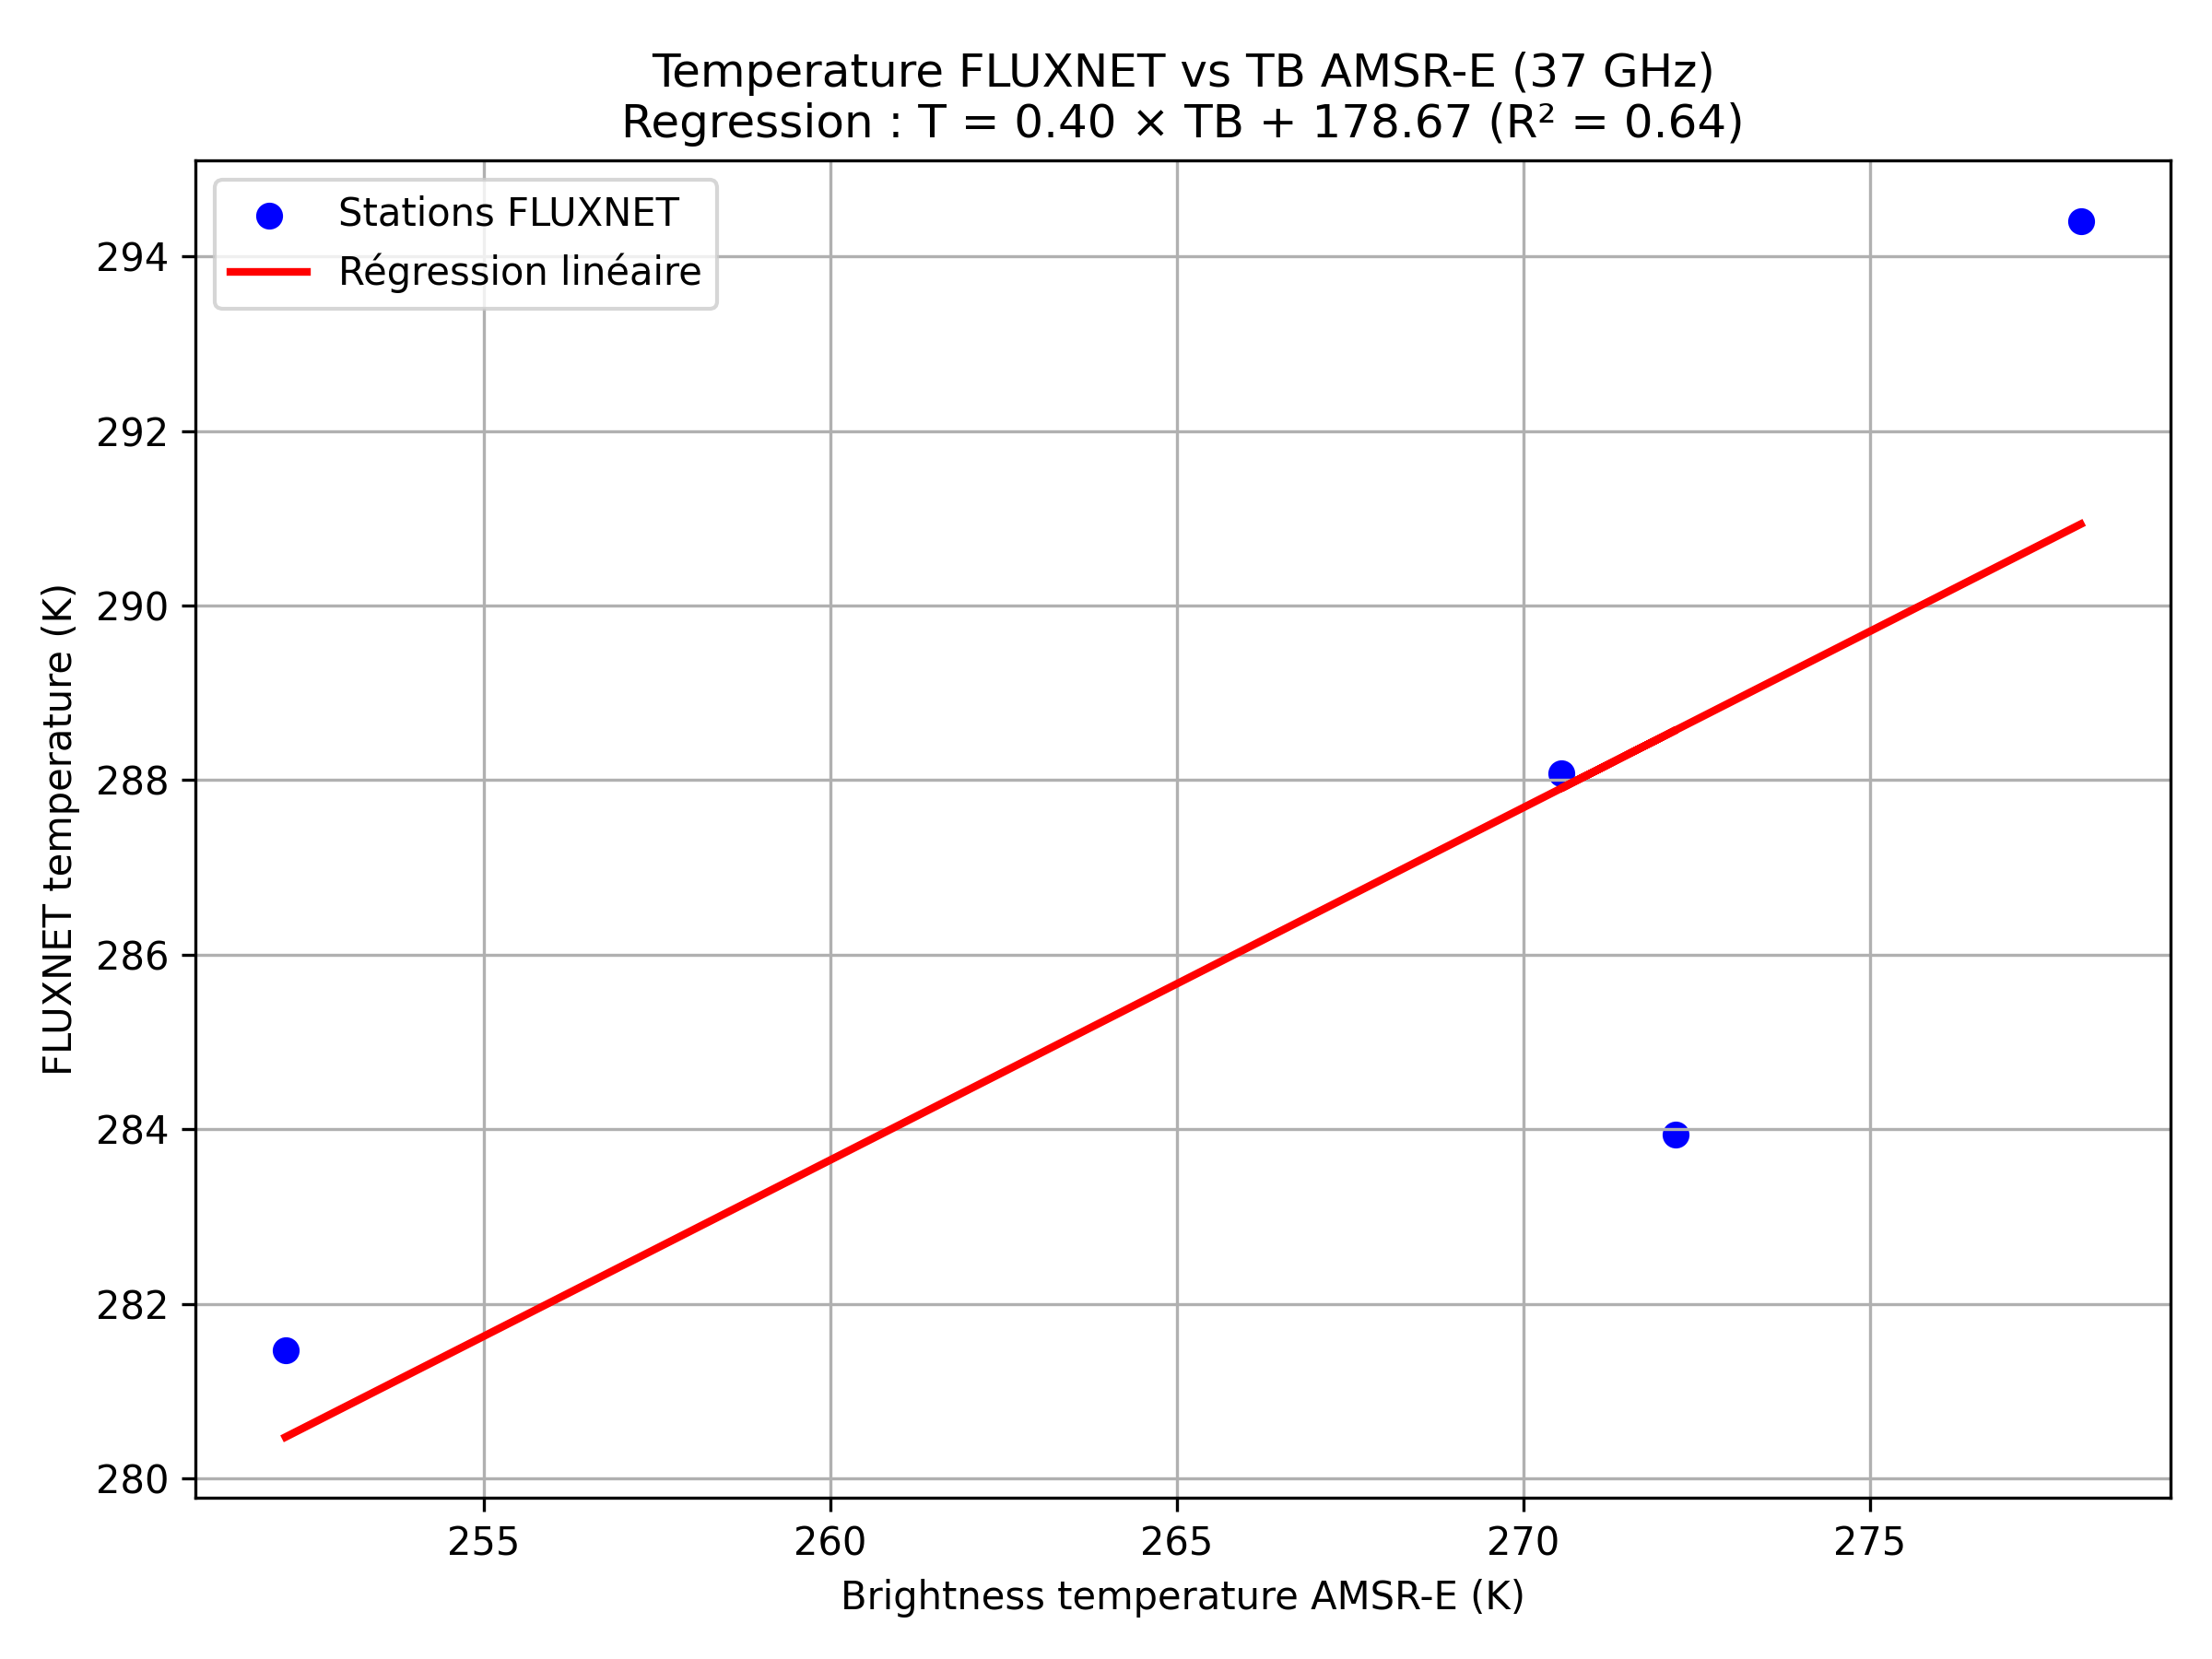 Temperature FLUXNET vs TB AMSR-E (37 GHz)
Regression : T = 0.40 × TB + 178.67 (R² = 0.64)
Stations FLUXNET
Régression linéaire
294
292
290
288
286
284
282
280
FLUXNET temperature (K)
255 260 265 270 275
Brightness temperature AMSR-E (K)